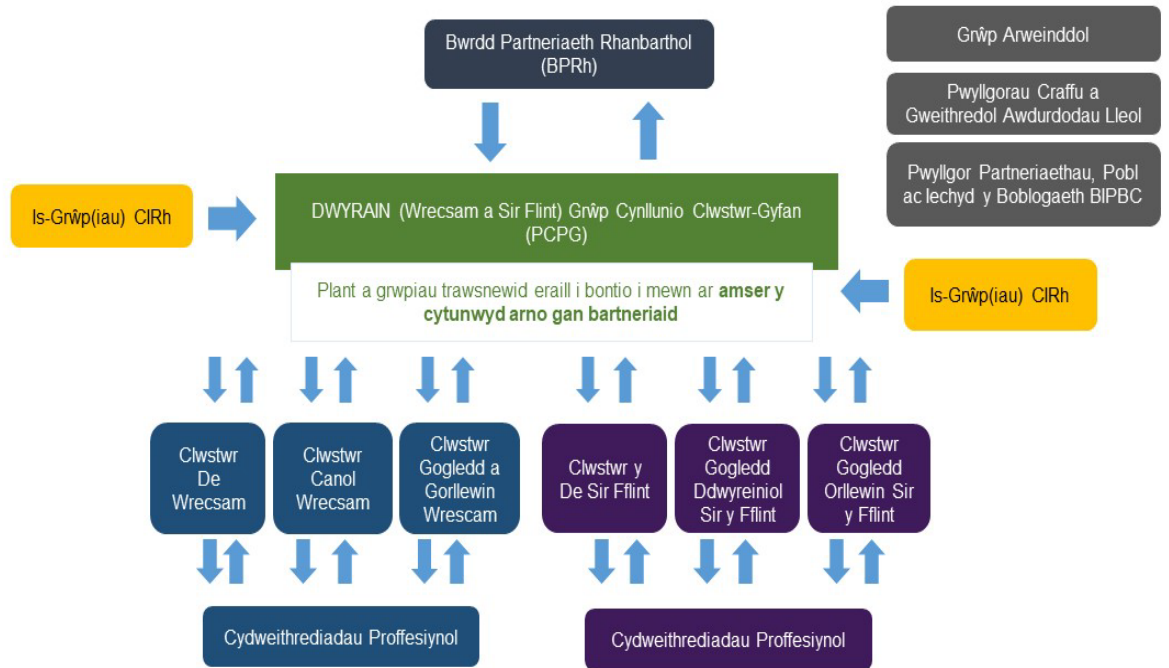 Bwrdd Partneriaeth Rhanbarthol
(BPRh)
Grŵp Arweinddol
Pwyllgorau Craffu a
Gweithredol Awdurdodau Lleol
Pwyllgor Partneriaethau, Pobl
ac Iechyd y Boblogaeth BIPBC
Is-Grŵp(iau) CIRh
DWYRAIN (Wrecsam a Sir Flint) Grŵp Cynllunio Clwstwr-Gyfan
(PCPG)
Plant a grwpiau trawsnewid eraill i bontio i mewn ar amser y
cytunwyd arno gan bartneriaid
Is-Grŵp(iau) CIRh
Clwstwr
De
Wrecsam
Clwstwr
Canol
Wrecsam
Clwstwr
Gogledd a
Gorllewin
Wrescam
Clwstwr y
De Sir Fflint
Clwstwr
Gogledd
Ddwyreiniol
Sir y Fflint
Clwstwr
Gogledd
Orllewin Sir
y Fflint
Cydweithrediadau Proffesiynol
Cydweithrediadau Proffesiynol